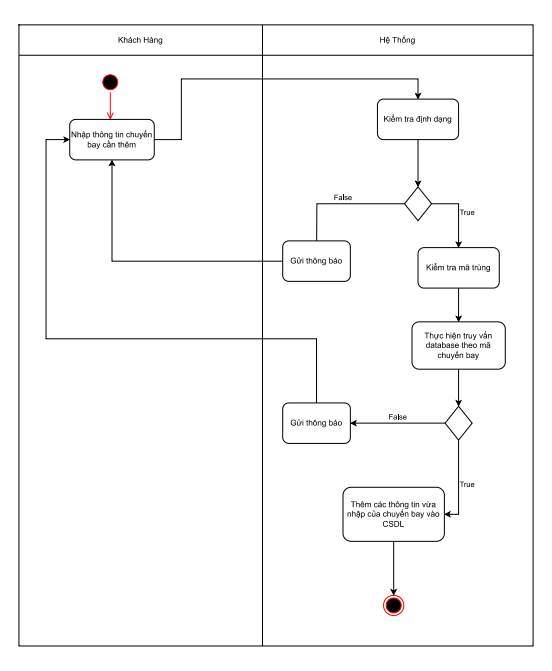 Khách Hàng
Hệ Thống
Nhập thông tin chuyến
bay cần thêm
Kiểm tra định dạng
False
True
Gửi thông báo
Kiểm tra mã trùng
Thực hiện truy vấn
database theo mã
chuyến bay
False
Gửi thông báo
True
Thêm các thông tin vừa
nhập của chuyến bay vào
CSDL